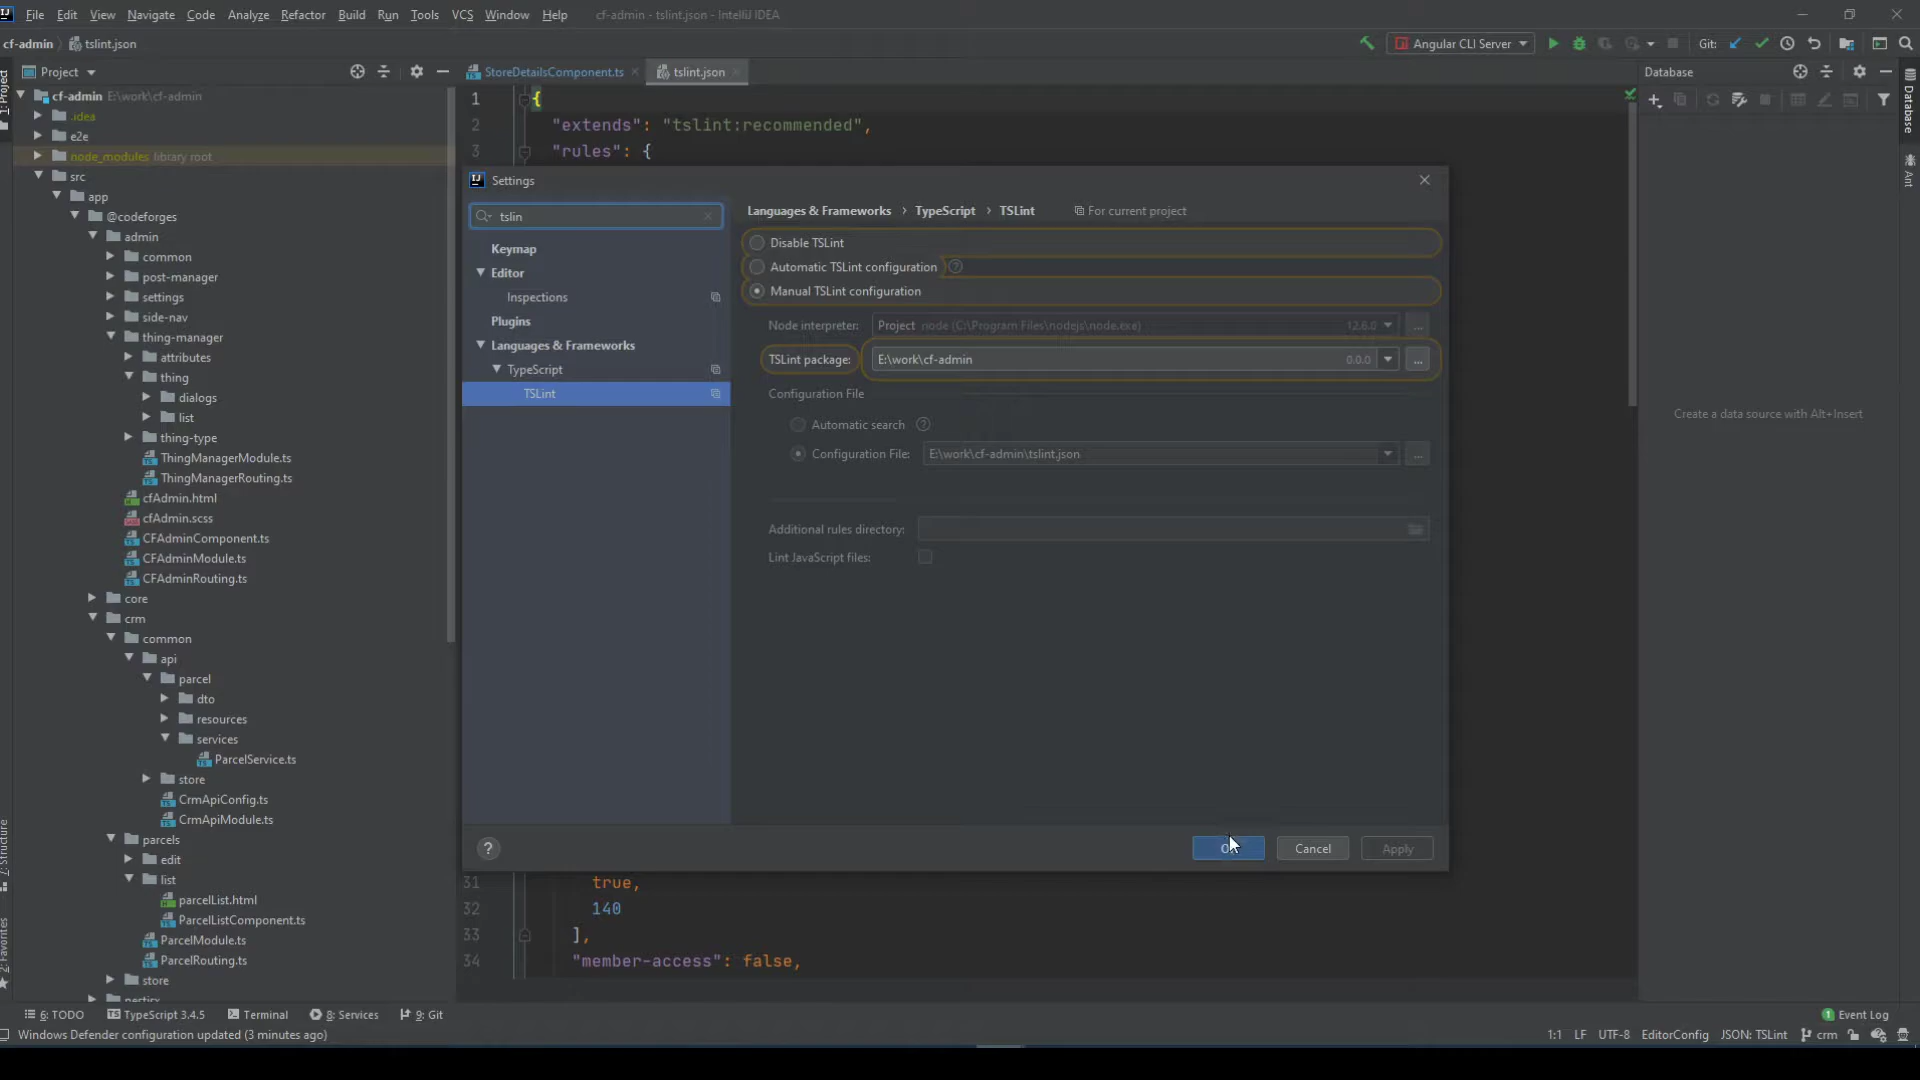 File Edit View Navigate Code Analyze Refactor Build Run Tools VCS Window Help cf-admin - tslint.json - IntelliJ IDEA
cf-admin tslint.json Angular CLI Server Git:
Project StoreDetailsComponent.ts tslint.json Database
1: Project
Database
Ant
cf-admin E:\work\cf-admin
.idea
e2e
node_modules library root
src
app
@codeforges
admin
common
post-manager
settings
side-nav
thing-manager
attributes
thing
dialogs
list
thing-type
ThingManagerModule.ts
ThingManagerRouting.ts
cfAdmin.html
cfAdmin.scss
CFAdminComponent.ts
CFAdminModule.ts
CFAdminRouting.ts
core
crm
common
api
parcel
dto
resources
services
ParcelService.ts
store
CrmApiConfig.ts
CrmApiModule.ts
parcels
edit
list
parcelList.html
ParcelListComponent.ts
ParcelModule.ts
ParcelRouting.ts
store
7: Structure
2: Favorites
1 {
2 "extends": "tslint:recommended",
3 "rules": {
Settings
tslin
Keymap
Editor
Inspections
Plugins
Languages & Frameworks
TypeScript
TSLint
Languages & Frameworks › TypeScript › TSLint For current project
Disable TSLint
Automatic TSLint configuration ?
Manual TSLint configuration
Node interpreter: Project node (C:\Program Files\nodejs\node.exe) 12.6.0 ...
TSLint package: E:\work\cf-admin 0.0.0 ...
Configuration File
Automatic search ?
Configuration File: E:\work\cf-admin\tslint.json ...
Additional rules directory:
Lint JavaScript files:
? Cancel Apply
31 true,
32 140
33 ],
34 "member-access": false,
Create a data source with Alt+Insert
6: TODO TypeScript 3.4.5 Terminal 8: Services 9: Git 1 Event Log
Windows Defender configuration updated (3 minutes ago) 1:1 LF UTF-8 EditorConfig JSON: TSLint crm